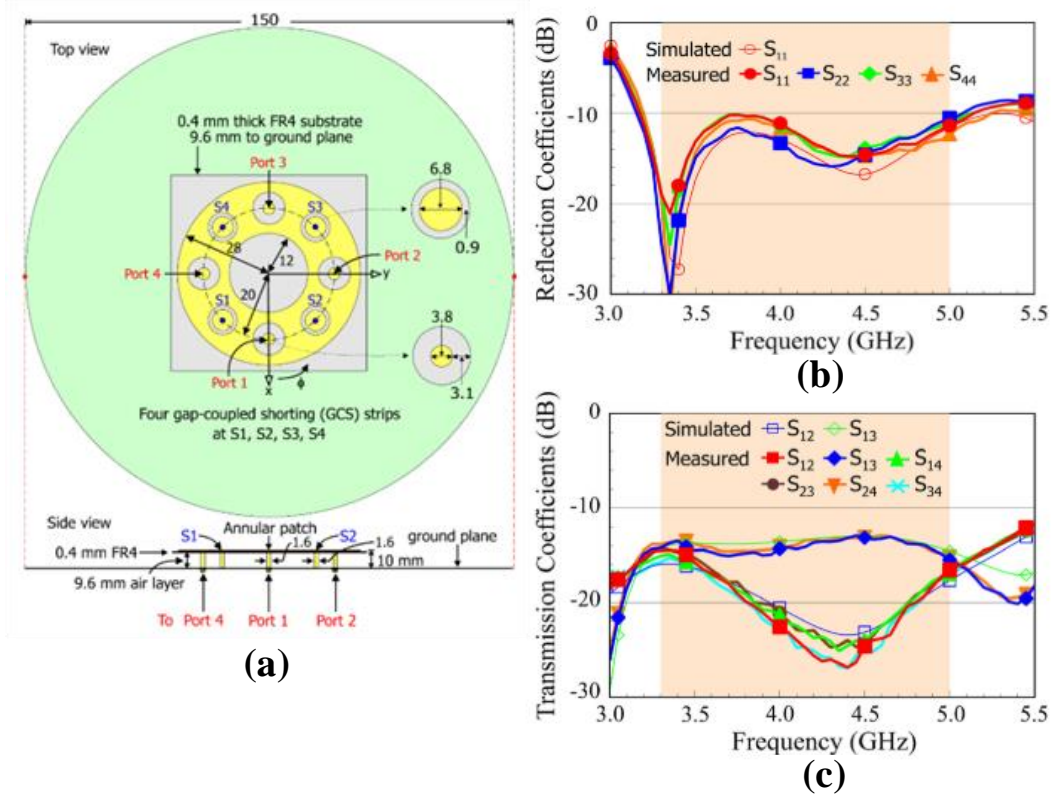 150
Top view
0.4 mm thick FR4 substrate
9.6 mm to ground plane
Port 3
6.8
S4
S3
28
12
0.9
Port 2
Port 4
y
20
S1
S2
3.8
Port 1
x
ϕ
3.1
Four gap-coupled shorting (GCS) strips
at S1, S2, S3, S4
Side view
Annular patch
ground plane
S1
S2
1.6
1.6
0.4 mm FR4
10 mm
9.6 mm air layer
To Port 4 Port 1 Port 2
(a)
Reflection Coefficients (dB)
0
-10
-20
-30
Simulated S11
Measured S11 S22 S33 S44
3.0 3.5 4.0 4.5 5.0 5.5
Frequency (GHz)
(b)
Transmission Coefficients (dB)
0
-10
-20
-30
Simulated S12 S13
Measured S12 S13 S14
S23 S24 S34
3.0 3.5 4.0 4.5 5.0 5.5
Frequency (GHz)
(c)